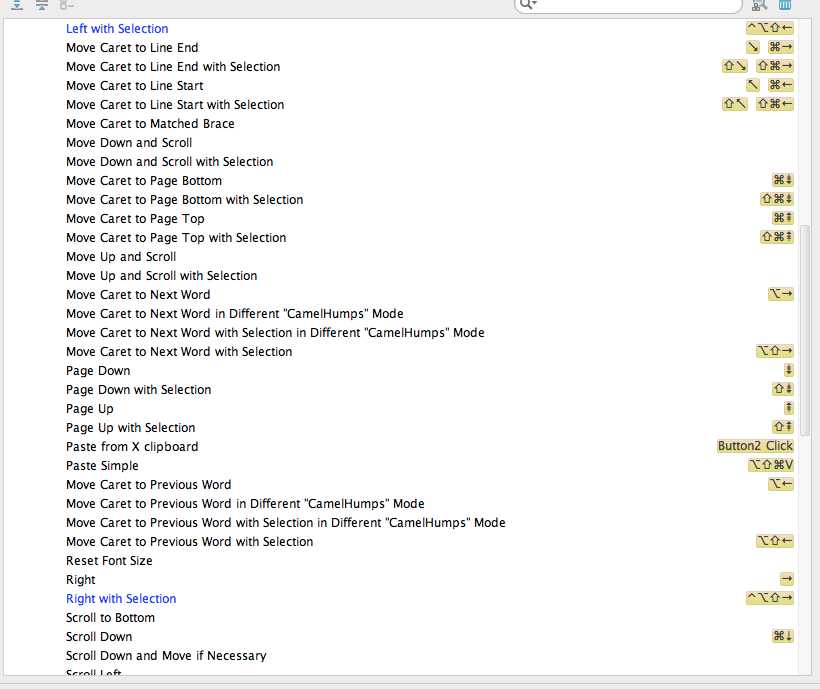 Left with Selection ⌃⌥⇧←
Move Caret to Line End ↘ ⌘→
Move Caret to Line End with Selection ⇧↘ ⇧⌘→
Move Caret to Line Start ↖ ⌘←
Move Caret to Line Start with Selection ⇧↖ ⇧⌘←
Move Caret to Matched Brace
Move Down and Scroll
Move Down and Scroll with Selection
Move Caret to Page Bottom ⌘⇟
Move Caret to Page Bottom with Selection ⇧⌘⇟
Move Caret to Page Top ⌘⇞
Move Caret to Page Top with Selection ⇧⌘⇞
Move Up and Scroll
Move Up and Scroll with Selection
Move Caret to Next Word ⌥→
Move Caret to Next Word in Different "CamelHumps" Mode
Move Caret to Next Word with Selection in Different "CamelHumps" Mode
Move Caret to Next Word with Selection ⌥⇧→
Page Down ⇟
Page Down with Selection ⇧⇟
Page Up ⇞
Page Up with Selection ⇧⇞
Paste from X clipboard Button2 Click
Paste Simple ⌥⇧⌘V
Move Caret to Previous Word ⌥←
Move Caret to Previous Word in Different "CamelHumps" Mode
Move Caret to Previous Word with Selection in Different "CamelHumps" Mode
Move Caret to Previous Word with Selection ⌥⇧←
Reset Font Size
Right →
Right with Selection ⌃⌥⇧→
Scroll to Bottom
Scroll Down ⌘↓
Scroll Down and Move if Necessary
Scroll Left